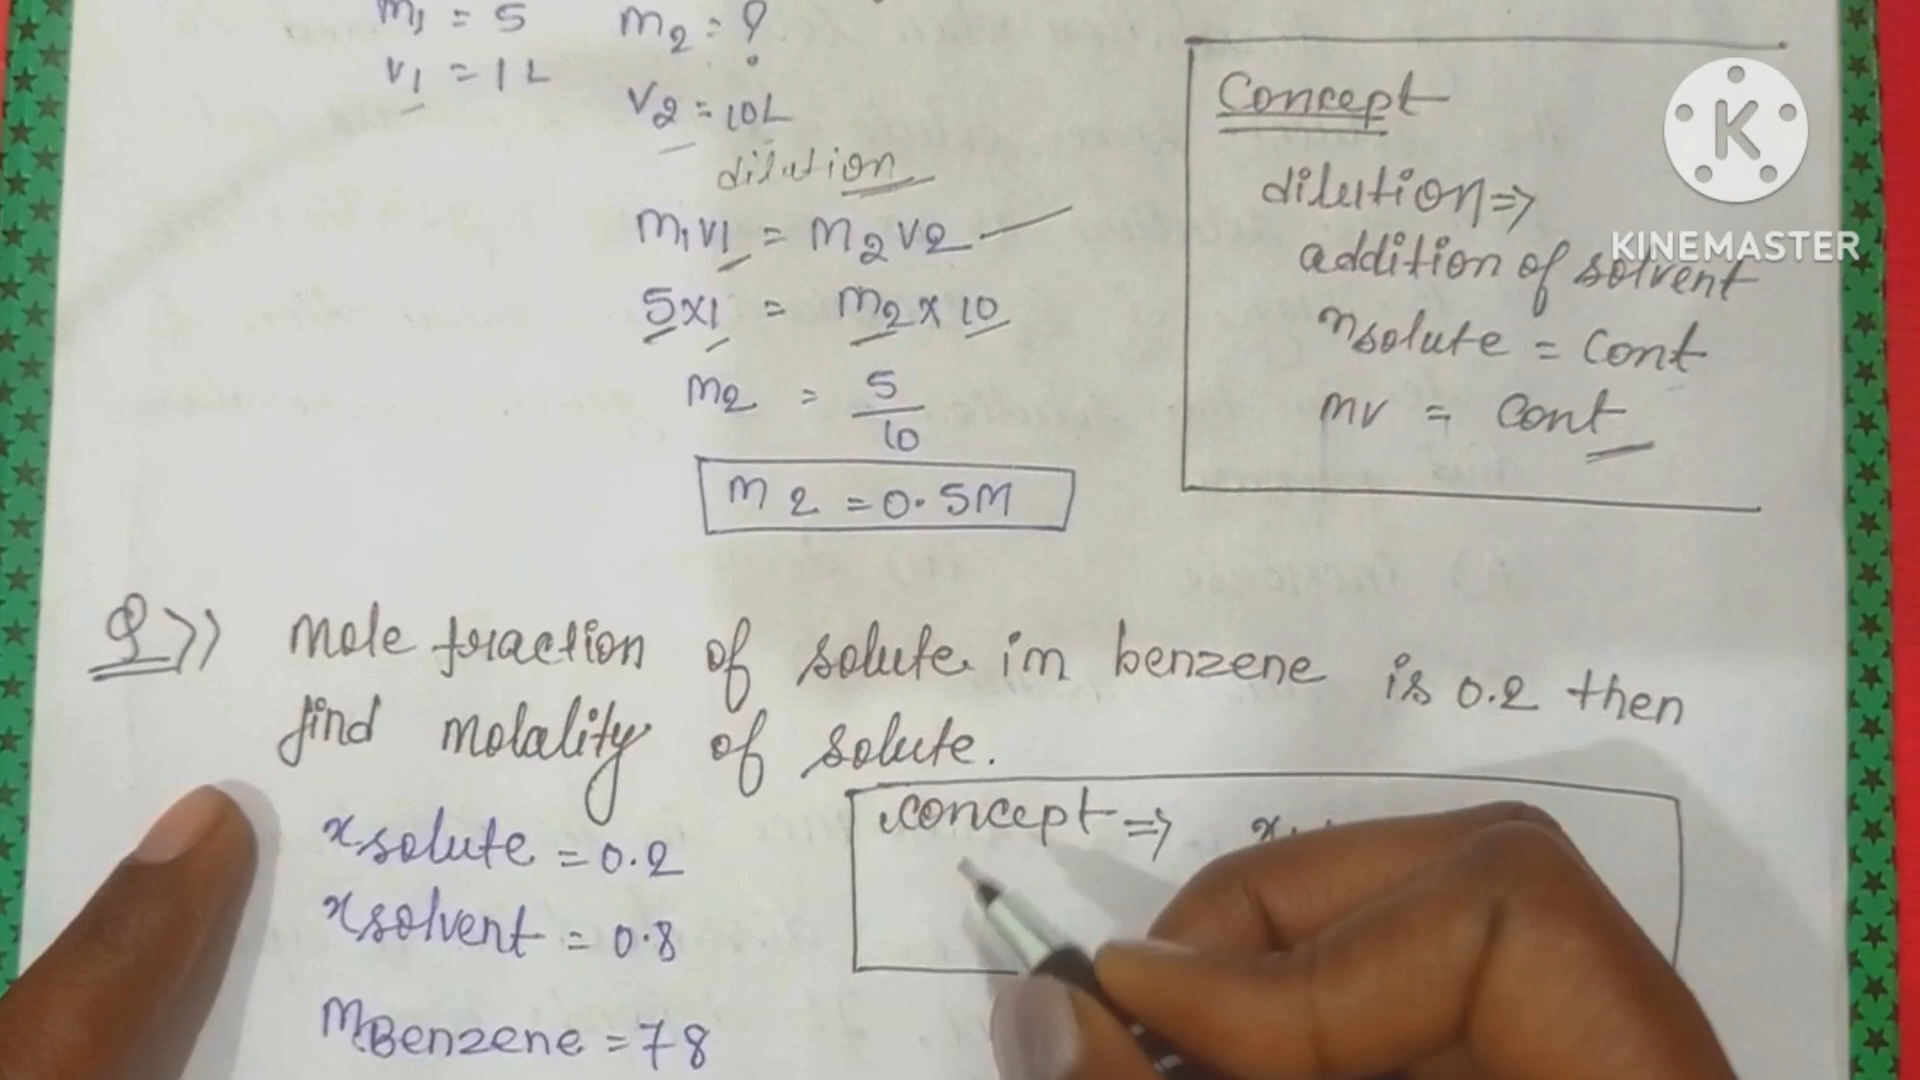 m1 = 5 m2 = ?
V1 = 1 L
V2 = 10L
dilution
m1v1 = m2v2
5x1 = m2 x 10
m2 = 5/10
m2 = 0.5M
Concept
dilution ⇒
addition of solvent
nsolute = cont
mv = cont
K
KINEMASTER
Q>> Mole fraction of solute in benzene is 0.2 then
find molality of solute.
xsolute = 0.2
xsolvent = 0.8
MBenzene = 78
concept ⇒